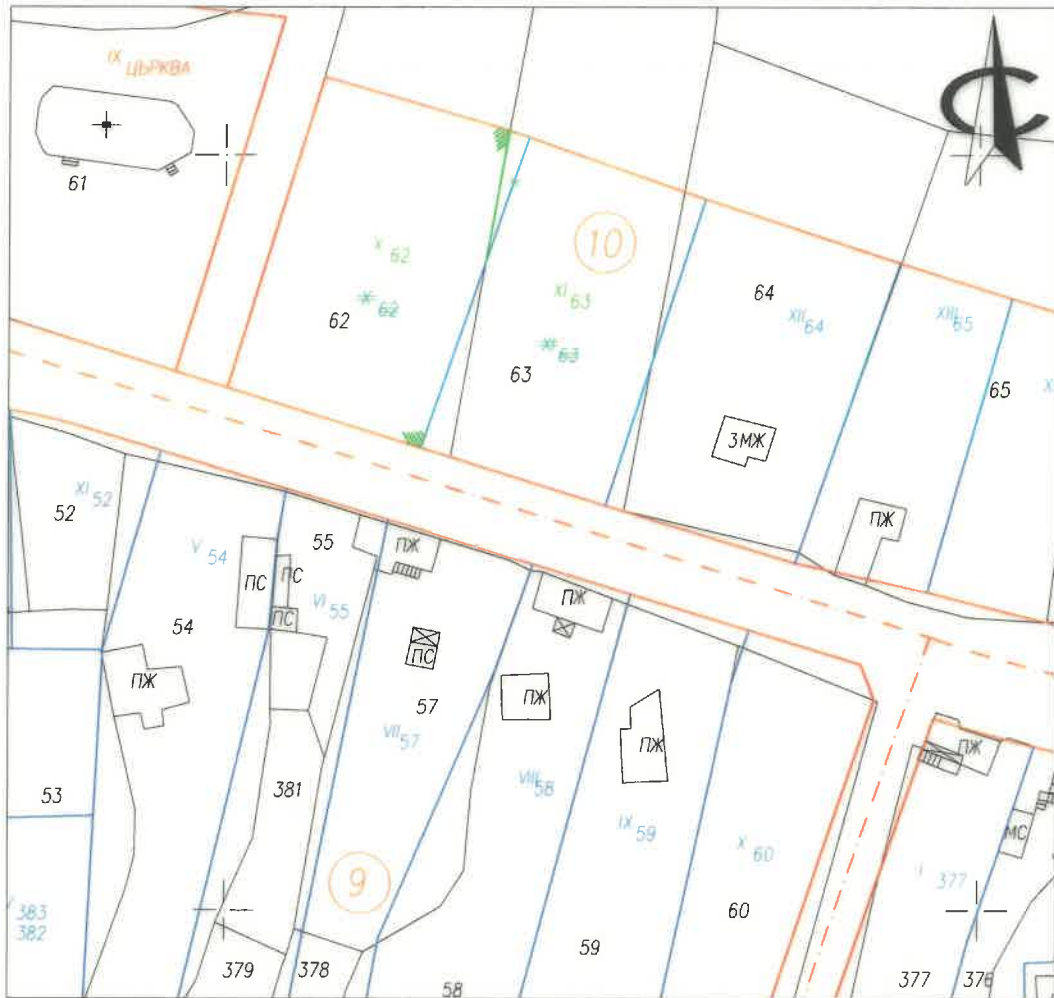 IX ЦЪРКВА
61
10
X 62
X 62
62
XI 63
XI 63
63
64
XII 64
XIII 65
65
X
3МЖ
ПЖ
52
XI 52
V 54
54
ПС
ПС
ПС
55
VI 55
ПЖ
ПЖ
ПС
57
VII 57
ПЖ
ПЖ
ПЖ
VIII 58
IX 59
X 60
60
59
58
53
381
9
383
382
379
378
ПЖ
МС
I 377
377
376